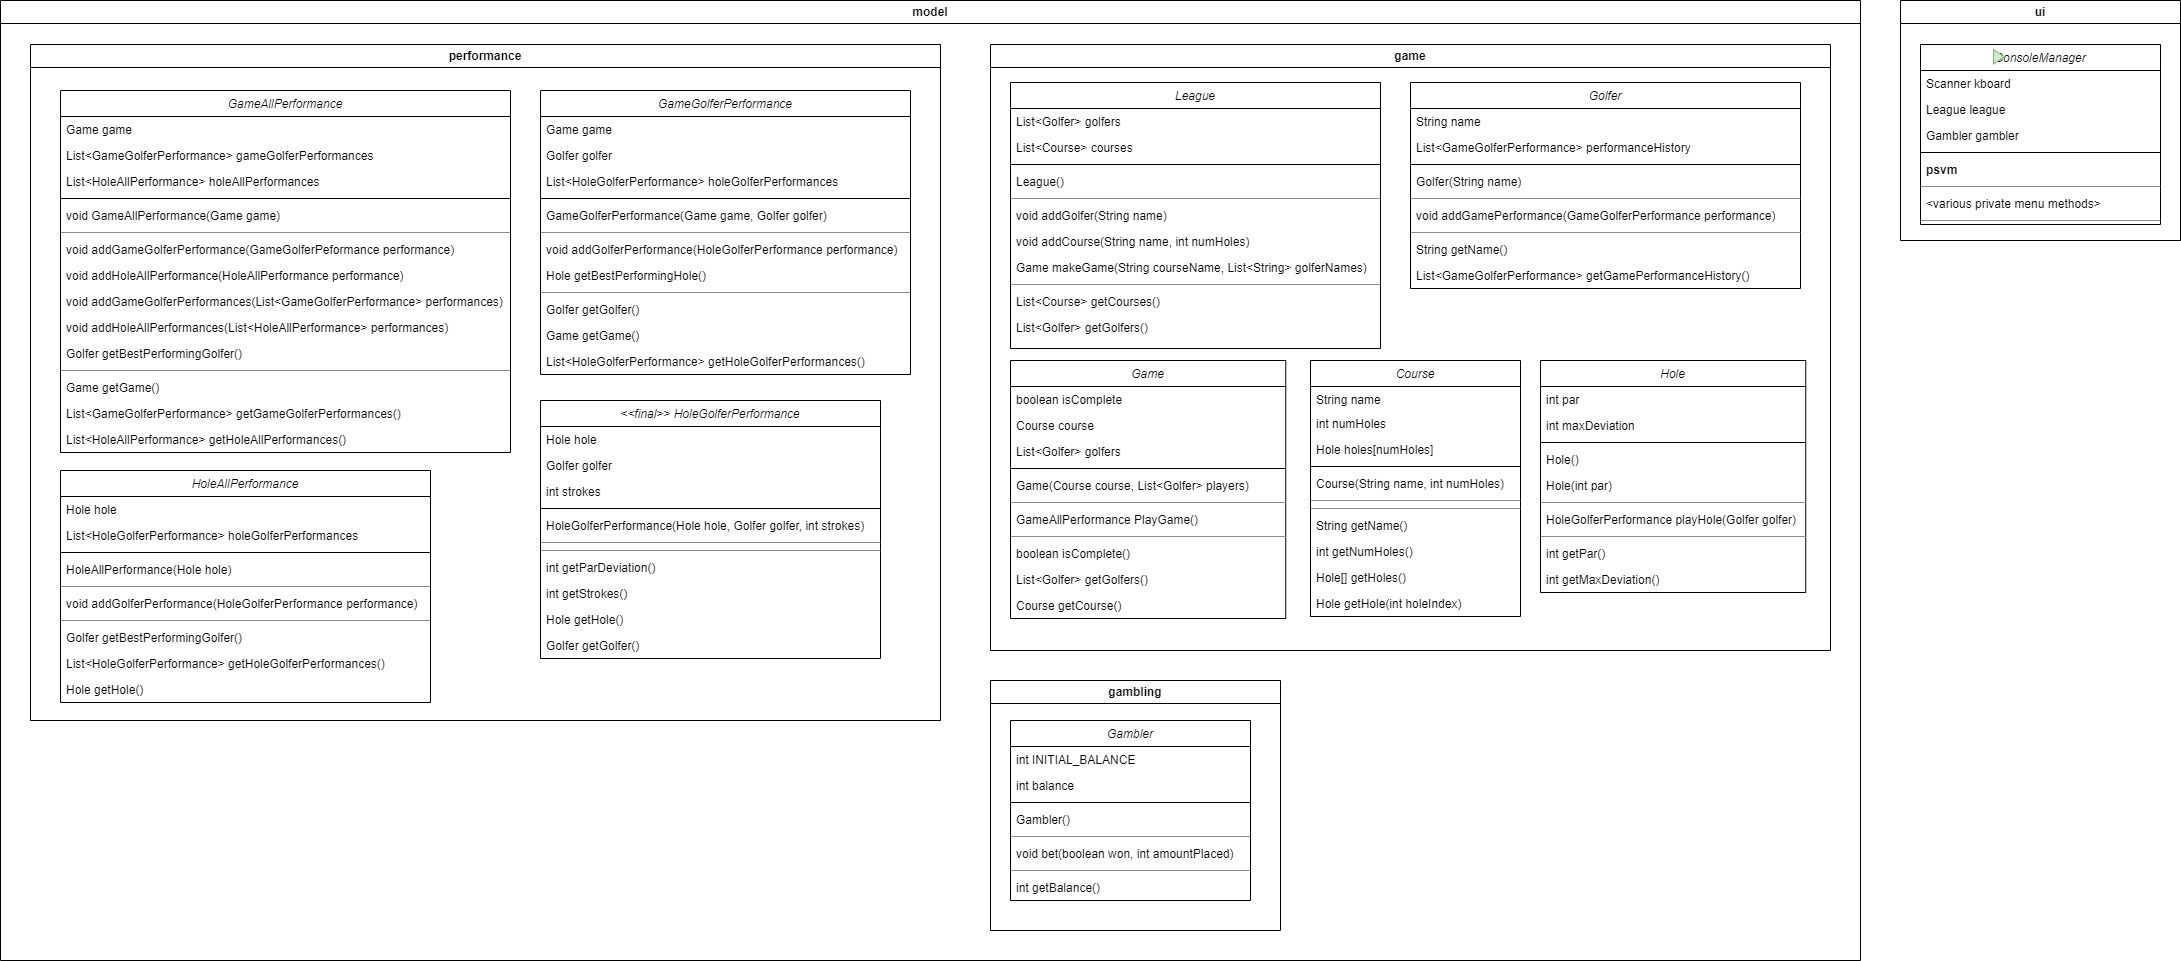 model
performance
GameAllPerformance
Game game
List<GameGolferPerformance> gameGolferPerformances
List<HoleAllPerformance> holeAllPerformances
void GameAllPerformance(Game game)
void addGameGolferPerformance(GameGolferPeformance performance)
void addHoleAllPerformance(HoleAllPerformance performance)
void addGameGolferPerformances(List<GameGolferPerformance> performances)
void addHoleAllPerformances(List<HoleAllPerformance> performances)
Golfer getBestPerformingGolfer()
Game getGame()
List<GameGolferPerformance> getGameGolferPerformances()
List<HoleAllPerformance> getHoleAllPerformances()
GameGolferPerformance
Game game
Golfer golfer
List<HoleGolferPerformance> holeGolferPerformances
GameGolferPerformance(Game game, Golfer golfer)
void addGolferPerformance(HoleGolferPerformance performance)
Hole getBestPerformingHole()
Golfer getGolfer()
Game getGame()
List<HoleGolferPerformance> getHoleGolferPerformances()
HoleAllPerformance
Hole hole
List<HoleGolferPerformance> holeGolferPerformances
HoleAllPerformance(Hole hole)
void addGolferPerformance(HoleGolferPerformance performance)
Golfer getBestPerformingGolfer()
List<HoleGolferPerformance> getHoleGolferPerformances()
Hole getHole()
<<final>> HoleGolferPerformance
Hole hole
Golfer golfer
int strokes
HoleGolferPerformance(Hole hole, Golfer golfer, int strokes)
int getParDeviation()
int getStrokes()
Hole getHole()
Golfer getGolfer()
game
League
List<Golfer> golfers
List<Course> courses
League()
void addGolfer(String name)
void addCourse(String name, int numHoles)
Game makeGame(String courseName, List<String> golferNames)
List<Course> getCourses()
List<Golfer> getGolfers()
Golfer
String name
List<GameGolferPerformance> performanceHistory
Golfer(String name)
void addGamePerformance(GameGolferPerformance performance)
String getName()
List<GameGolferPerformance> getGamePerformanceHistory()
Game
boolean isComplete
Course course
List<Golfer> golfers
Game(Course course, List<Golfer> players)
GameAllPerformance PlayGame()
boolean isComplete()
List<Golfer> getGolfers()
Course getCourse()
Course
String name
int numHoles
Hole holes[numHoles]
Course(String name, int numHoles)
String getName()
int getNumHoles()
Hole[] getHoles()
Hole getHole(int holeIndex)
Hole
int par
int maxDeviation
Hole()
Hole(int par)
HoleGolferPerformance playHole(Golfer golfer)
int getPar()
int getMaxDeviation()
gambling
Gambler
int INITIAL_BALANCE
int balance
Gambler()
void bet(boolean won, int amountPlaced)
int getBalance()
ui
ConsoleManager
Scanner kboard
League league
Gambler gambler
psvm
<various private menu methods>